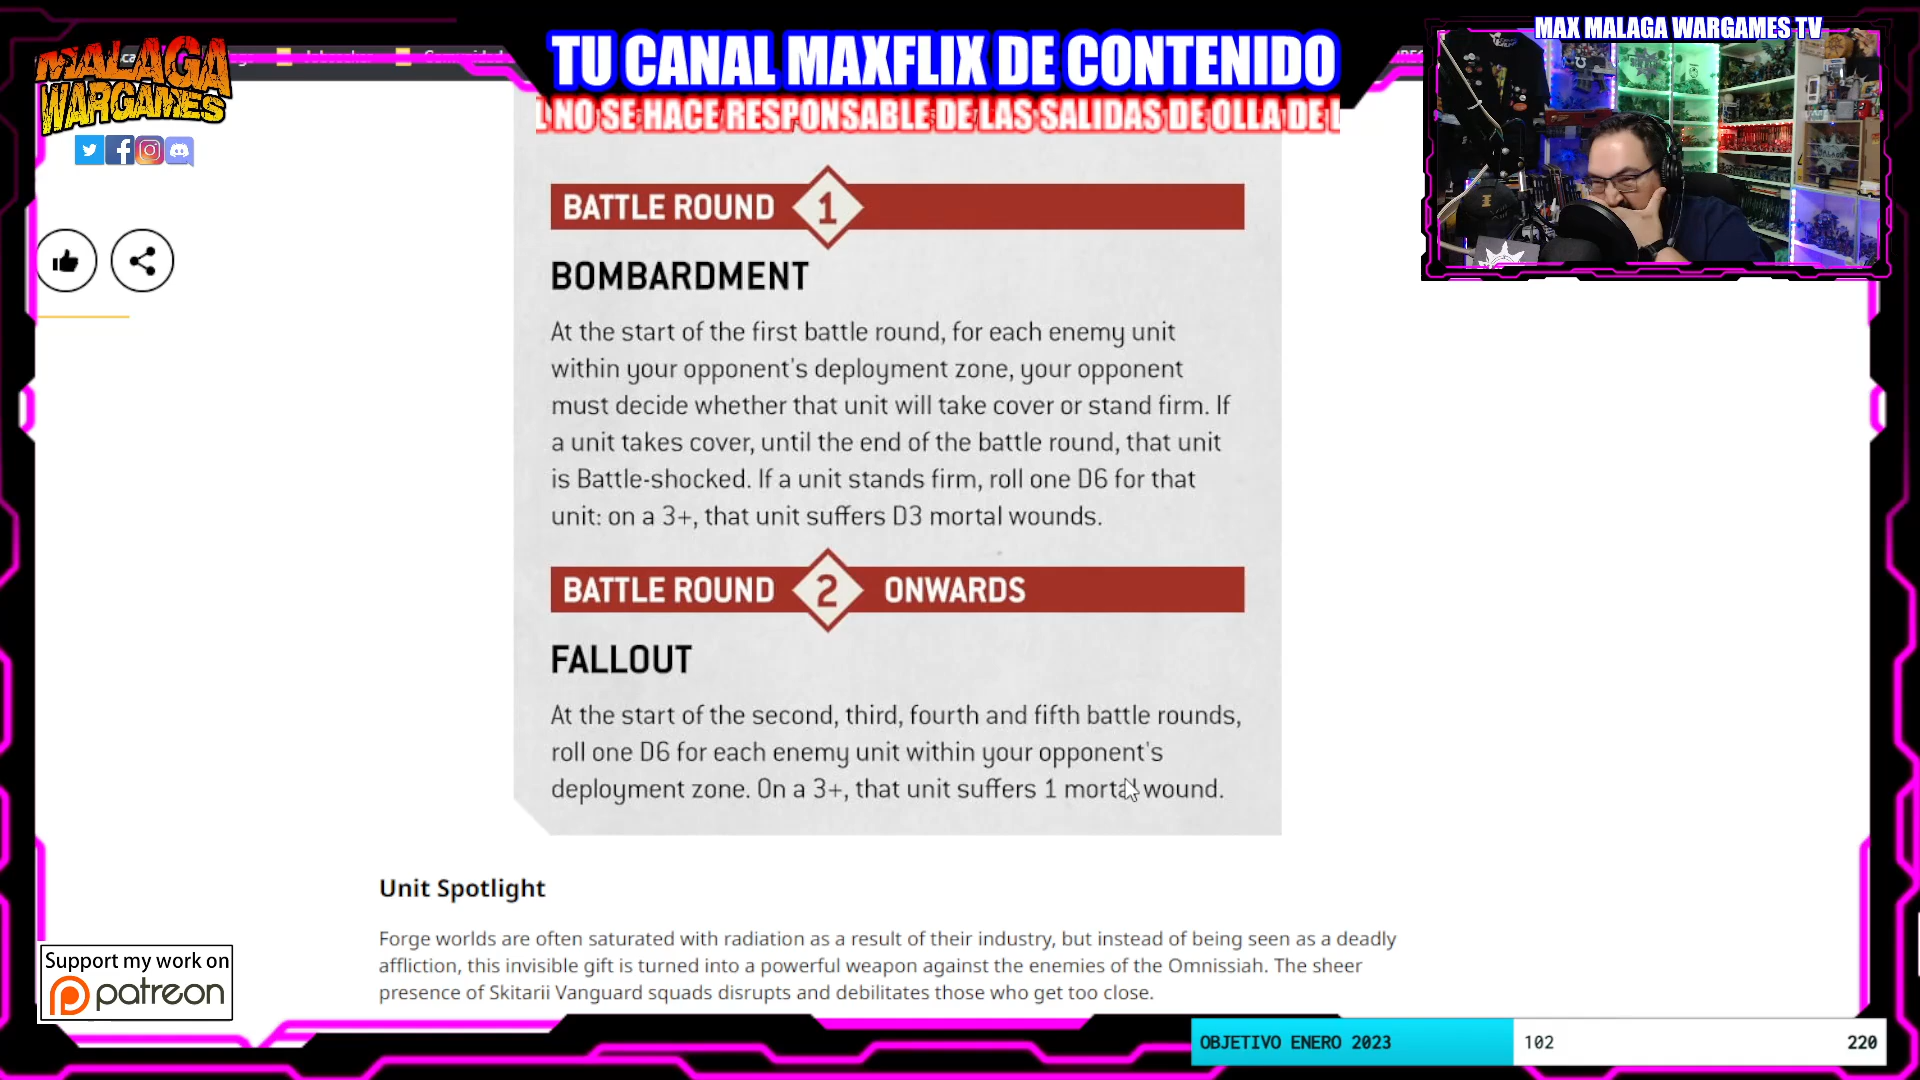 MALAGA
WARGAMES
TU CANAL MAXFLIX DE CONTENIDO
NO SE HACE RESPONSABLE DE LAS SALIDAS DE OLLA DE
MAX MALAGA WARGAMES TV
BATTLE ROUND 1
BOMBARDMENT
At the start of the first battle round, for each enemy unit
within your opponent's deployment zone, your opponent
must decide whether that unit will take cover or stand firm. If
a unit takes cover, until the end of the battle round, that unit
is Battle-shocked. If a unit stands firm, roll one D6 for that
unit: on a 3+, that unit suffers D3 mortal wounds.
BATTLE ROUND 2 ONWARDS
FALLOUT
At the start of the second, third, fourth and fifth battle rounds,
roll one D6 for each enemy unit within your opponent's
deployment zone. On a 3+, that unit suffers 1 mortal wound.
Unit Spotlight
Forge worlds are often saturated with radiation as a result of their industry, but instead of being seen as a deadly
affliction, this invisible gift is turned into a powerful weapon against the enemies of the Omnissiah. The sheer
presence of Skitarii Vanguard squads disrupts and debilitates those who get too close.
Support my work on
patreon
OBJETIVO ENERO 2023 102 220